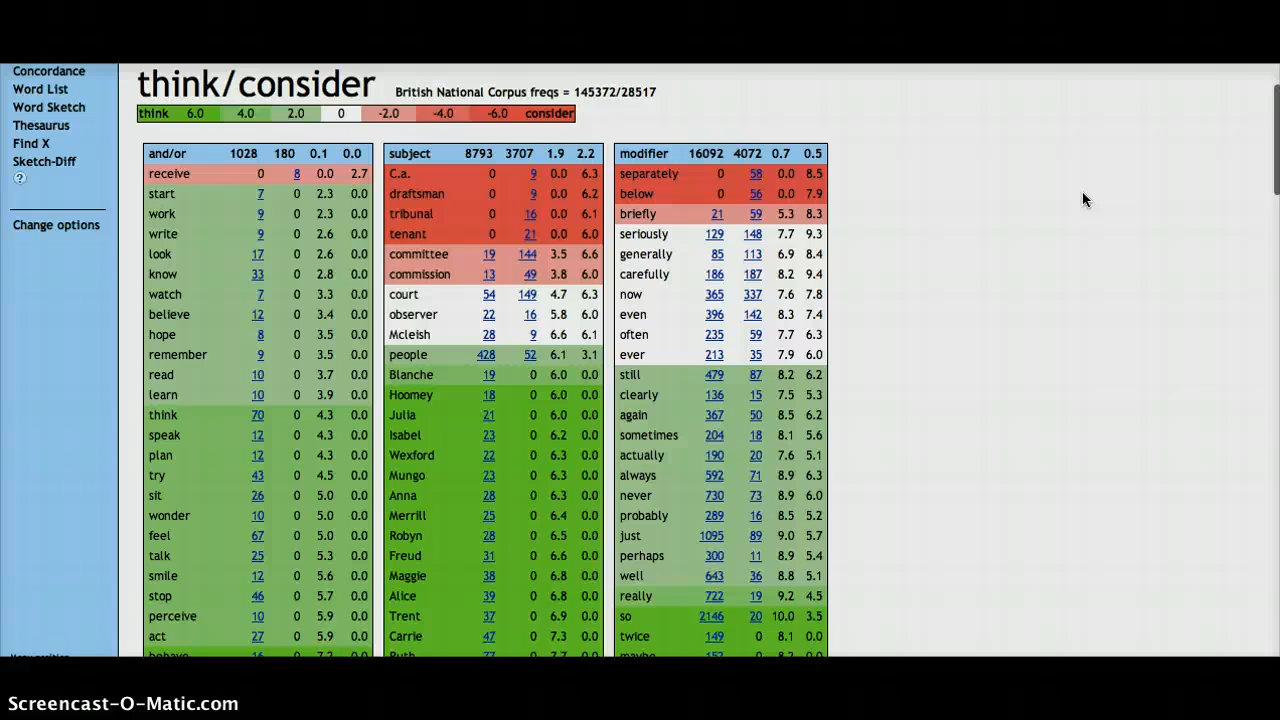 Concordance
Word List
Word Sketch
Thesaurus
Find X
Sketch-Diff
?
Change options
think/consider British National Corpus freqs = 145372/28517
think 6.0 4.0 2.0 0 -2.0 -4.0 -6.0 consider
and/or 1028 180 0.1 0.0
receive 0 8 0.0 2.7
start 7 0 2.3 0.0
work 9 0 2.3 0.0
write 9 0 2.6 0.0
look 17 0 2.6 0.0
know 33 0 2.8 0.0
watch 7 0 3.3 0.0
believe 12 0 3.4 0.0
hope 8 0 3.5 0.0
remember 9 0 3.5 0.0
read 10 0 3.7 0.0
learn 10 0 3.9 0.0
think 70 0 4.3 0.0
speak 12 0 4.3 0.0
plan 12 0 4.3 0.0
try 43 0 4.5 0.0
sit 26 0 5.0 0.0
wonder 10 0 5.0 0.0
feel 67 0 5.0 0.0
talk 25 0 5.3 0.0
smile 12 0 5.6 0.0
stop 46 0 5.7 0.0
perceive 10 0 5.9 0.0
act 27 0 5.9 0.0
subject 8793 3707 1.9 2.2
C.a. 0 9 0.0 6.3
draftsman 0 9 0.0 6.2
tribunal 0 16 0.0 6.1
tenant 0 21 0.0 6.0
committee 19 144 3.5 6.6
commission 13 49 3.8 6.0
court 54 149 4.7 6.3
observer 22 16 5.8 6.0
Mcleish 28 9 6.6 6.1
people 428 52 6.1 3.1
Blanche 19 0 6.0 0.0
Hoomey 18 0 6.0 0.0
Julia 21 0 6.0 0.0
Isabel 23 0 6.2 0.0
Wexford 22 0 6.3 0.0
Mungo 23 0 6.3 0.0
Anna 28 0 6.3 0.0
Merrill 25 0 6.4 0.0
Robyn 28 0 6.5 0.0
Freud 31 0 6.6 0.0
Maggie 38 0 6.8 0.0
Alice 39 0 6.8 0.0
Trent 37 0 6.9 0.0
Carrie 47 0 7.3 0.0
modifier 16092 4072 0.7 0.5
separately 0 58 0.0 8.5
below 0 56 0.0 7.9
briefly 21 59 5.3 8.3
seriously 129 148 7.7 9.3
generally 85 113 6.9 8.4
carefully 186 187 8.2 9.4
now 365 337 7.6 7.8
even 396 142 8.3 7.4
often 235 59 7.7 6.3
ever 213 35 7.9 6.0
still 479 87 8.2 6.2
clearly 136 15 7.5 5.3
again 367 50 8.5 6.2
sometimes 204 18 8.1 5.6
actually 190 20 7.6 5.1
always 592 71 8.9 6.3
never 730 73 8.9 6.0
probably 289 16 8.5 5.2
just 1095 89 9.0 5.7
perhaps 300 11 8.9 5.4
well 643 36 8.8 5.1
really 722 19 9.2 4.5
so 2146 20 10.0 3.5
twice 149 0 8.1 0.0
Screencast-O-Matic.com